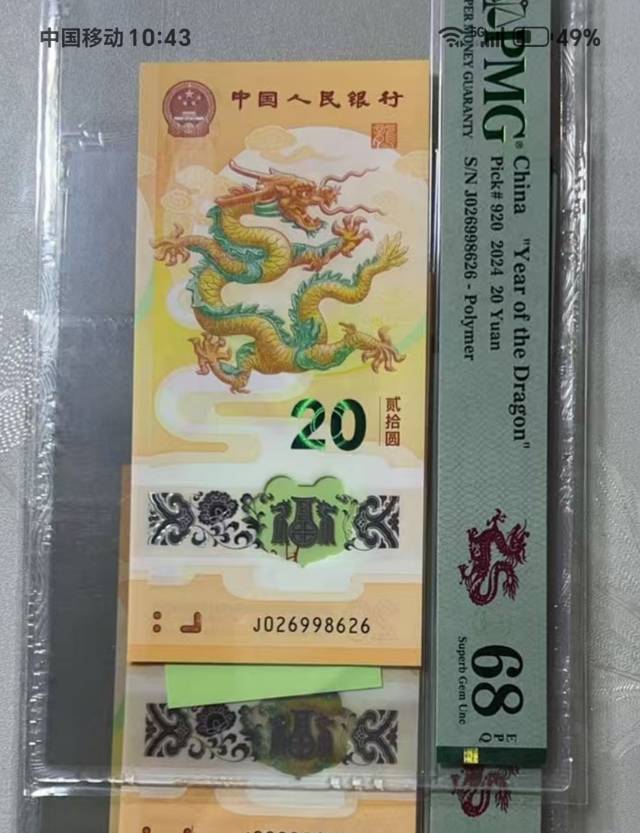 中国移动 10:43
5G
49%
中国人民银行
20
贰拾圆
J026998626
PMG
PER MONEY GUARANTY
China "Year of the Dragon"
Pick# 920 2024 20 Yuan
S/N J026998626 - Polymer
68 EPQ
Superb Gem Unc